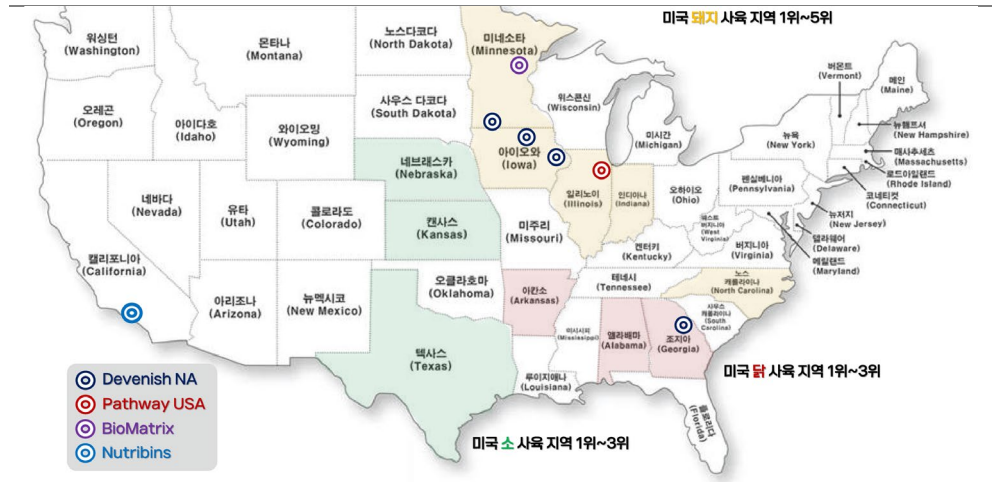 미국 돼지 사육 지역 1위~5위
워싱턴
(Washington)
몬타나
(Montana)
노스다코다
(North Dakota)
미네소타
(Minnesota)
버몬트
(Vermont)
메인
(Maine)
오레곤
(Oregon)
아이다호
(Idaho)
와이오밍
(Wyoming)
사우스 다코다
(South Dakota)
위스콘신
(Wisconsin)
미시간
(Michigan)
뉴욕
(New York)
뉴햄트셔
(New Hampshire)
매사추세츠
(Massachusetts)
로드아일랜드
(Rhode Island)
코네티컷
(Connecticut)
네브래스카
(Nebraska)
아이오와
(Iowa)
일리노이
(Illinois)
인디아나
(Indiana)
오하이오
(Ohio)
펜실베니아
(Pennsylvania)
뉴저지
(New Jersey)
델라웨어
(Delaware)
메릴랜드
(Maryland)
네바다
(Nevada)
유타
(Utah)
콜로라도
(Colorado)
캔사스
(Kansas)
미주리
(Missouri)
웨스트
버지니아
(West
Virginia)
버지니아
(Virginia)
켄터키
(Kentucky)
캘리포니아
(California)
아리조나
(Arizona)
뉴멕시코
(New Mexico)
오클라호마
(Oklahoma)
아칸소
(Arkansas)
테네시
(Tennessee)
노스
캐롤라이나
(North Carolina)
사우스
캐롤라이나
(South
Carolina)
텍사스
(Texas)
루이지애나
(Louisiana)
미시시피
(Mississippi)
앨라배마
(Alabama)
조지아
(Georgia)
플로리다
(Florida)
미국 닭 사육 지역 1위~3위
미국 소 사육 지역 1위~3위
Devenish NA
Pathway USA
BioMatrix
Nutribins